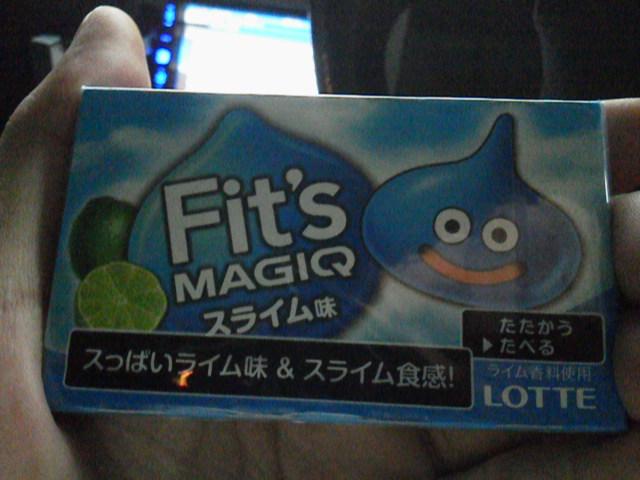 Fit's
MAGIQ
スライム味
たたかう
▶たべる
スっぱいライム味 & スライム食感!
ライム香料使用
LOTTE